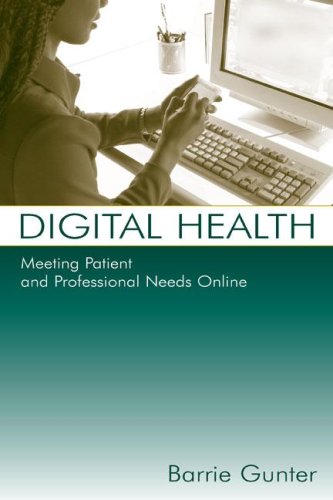 DIGITAL HEALTH
Meeting Patient
and Professional Needs Online
Barrie Gunter